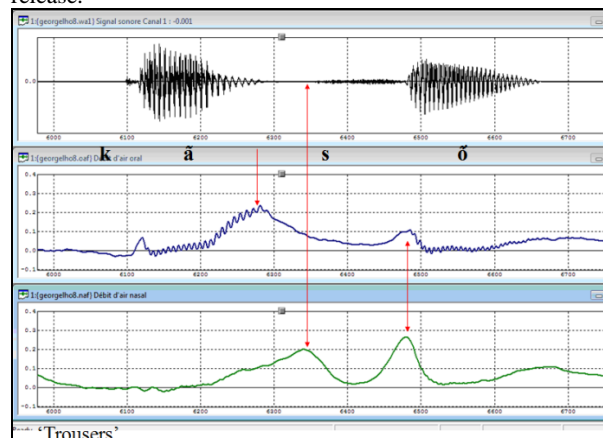 release.
1:(georgelho8.wa1) Signal sonore Canal 1 : -0.001
0.0
6000 6100 6200 6300 6400 6500 6600 6700
k ã s õ
1:(georgelho8.oaf) Débit d'air oral
0.4
0.3
0.2
0.1
0.0
-0.1
6000 6100 6200 6300 6400 6500 6600 6700
1:(georgelho8.naf) Débit d'air nasal
0.4
0.3
0.2
0.1
0.0
-0.1
6000 6100 6200 6300 6400 6500 6600 6700
‘Trousers’